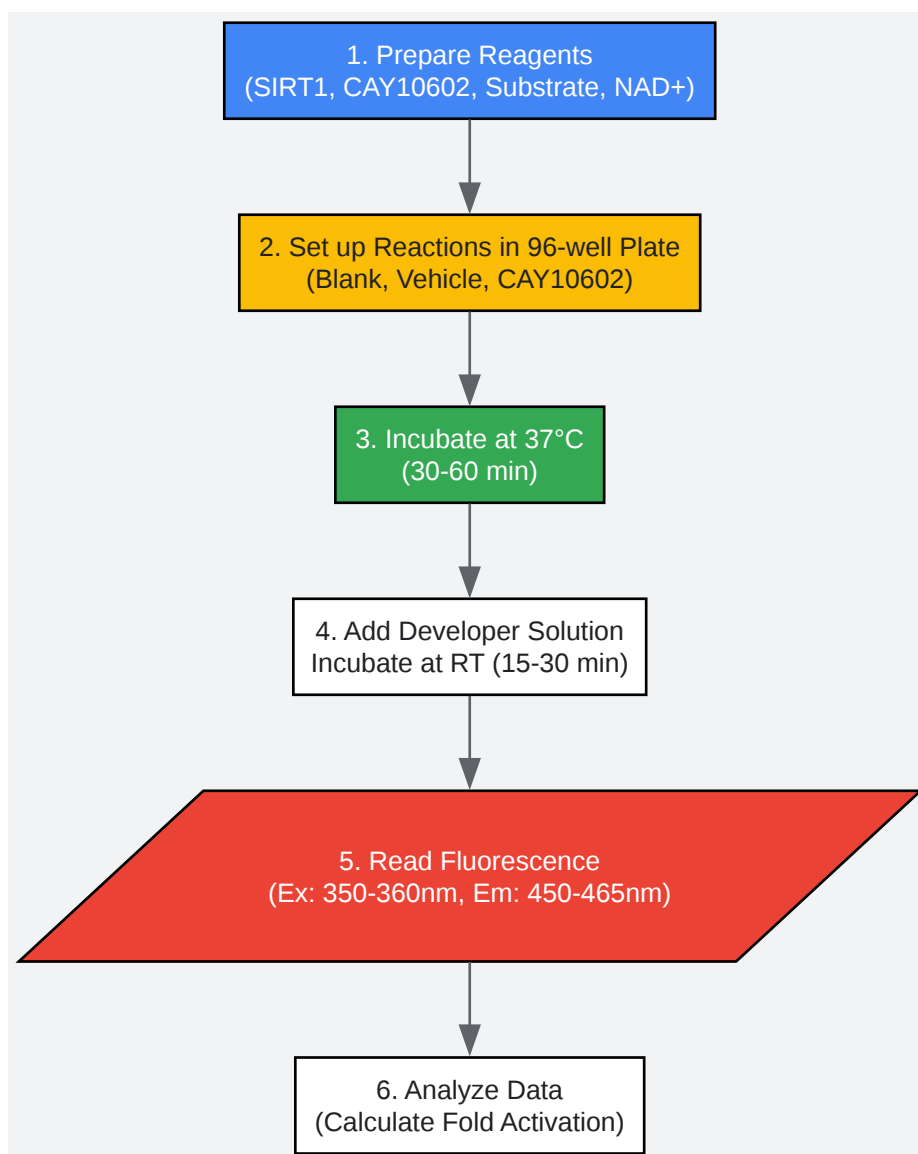 1. Prepare Reagents
(SIRT1, CAY10602, Substrate, NAD+)
2. Set up Reactions in 96-well Plate
(Blank, Vehicle, CAY10602)
3. Incubate at 37°C
(30-60 min)
4. Add Developer Solution
Incubate at RT (15-30 min)
5. Read Fluorescence
(Ex: 350-360nm, Em: 450-465nm)
6. Analyze Data
(Calculate Fold Activation)